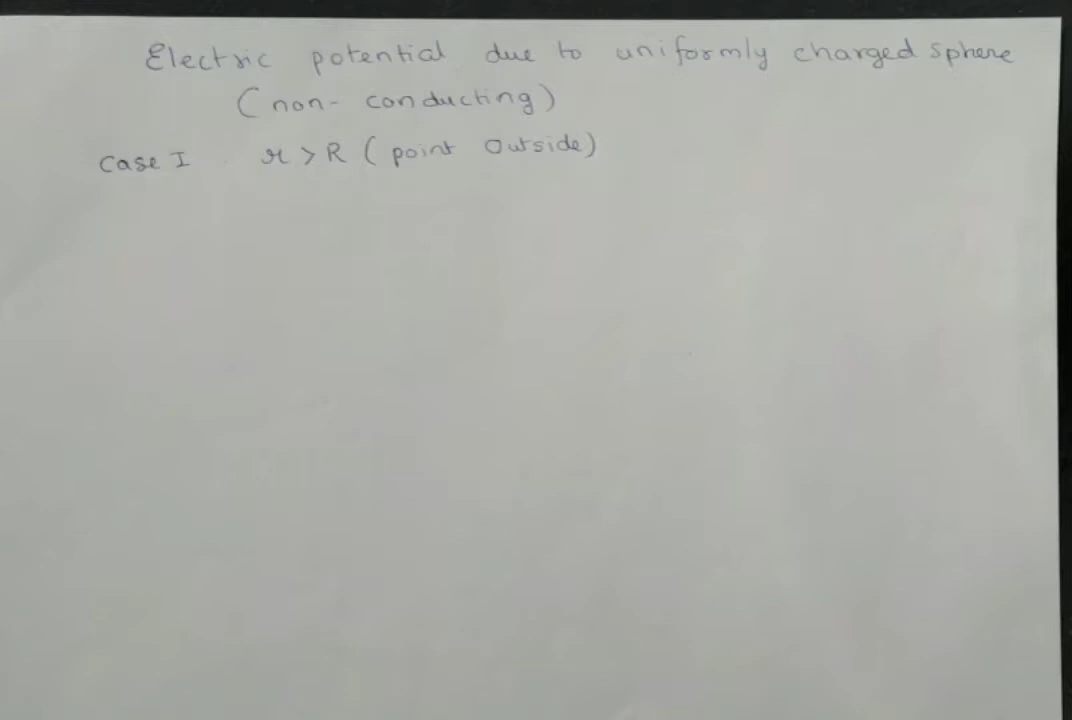 Electric potential due to uniformly charged sphere
(non-conducting)
Case I r > R (point Outside)